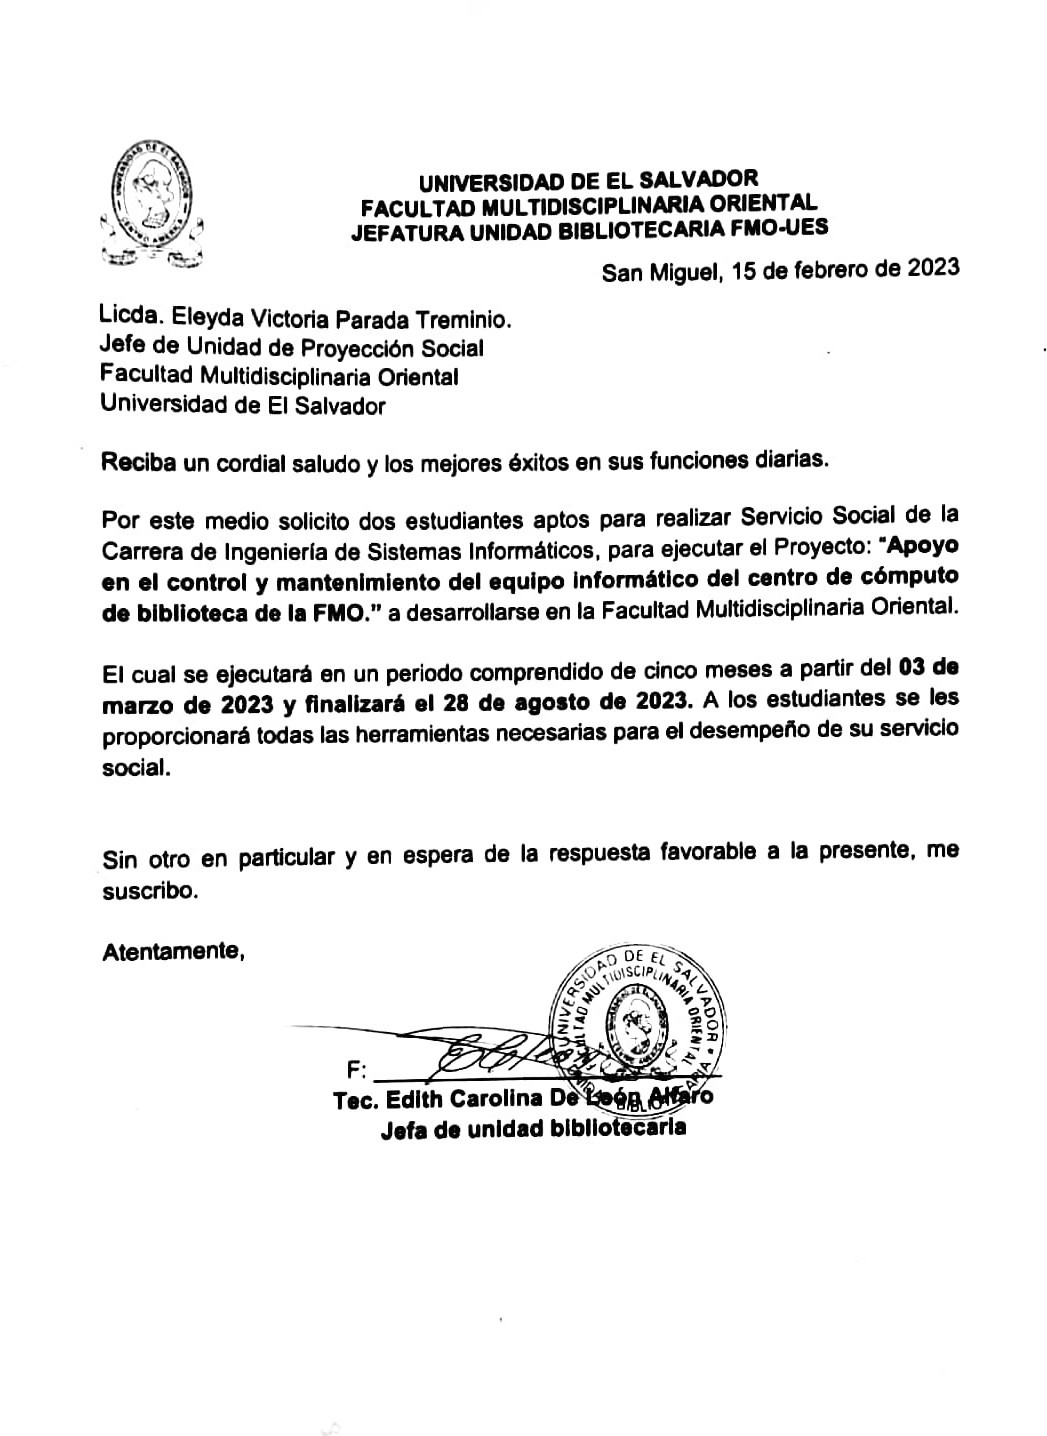 UNIVERSIDAD DE EL SALVADOR
CENTRO AMÉRICA
UNIVERSIDAD DE EL SALVADOR
FACULTAD MULTIDISCIPLINARIA ORIENTAL
JEFATURA UNIDAD BIBLIOTECARIA FMO-UES
San Miguel, 15 de febrero de 2023
Licda. Eleyda Victoria Parada Treminio.
Jefe de Unidad de Proyección Social
Facultad Multidisciplinaria Oriental
Universidad de El Salvador
Reciba un cordial saludo y los mejores éxitos en sus funciones diarias.
Por este medio solicito dos estudiantes aptos para realizar Servicio Social de la
Carrera de Ingeniería de Sistemas Informáticos, para ejecutar el Proyecto: "Apoyo
en el control y mantenimiento del equipo informático del centro de cómputo
de biblioteca de la FMO." a desarrollarse en la Facultad Multidisciplinaria Oriental.
El cual se ejecutará en un periodo comprendido de cinco meses a partir del 03 de
marzo de 2023 y finalizará el 28 de agosto de 2023. A los estudiantes se les
proporcionará todas las herramientas necesarias para el desempeño de su servicio
social.
Sin otro en particular y en espera de la respuesta favorable a la presente, me
suscribo.
Atentamente,
UNIVERSIDAD DE EL SALVADOR
FACULTAD MULTIDISCIPLINARIA ORIENTAL
F:
Tec. Edith Carolina De León Alfaro
Jefa de unidad bibliotecaria